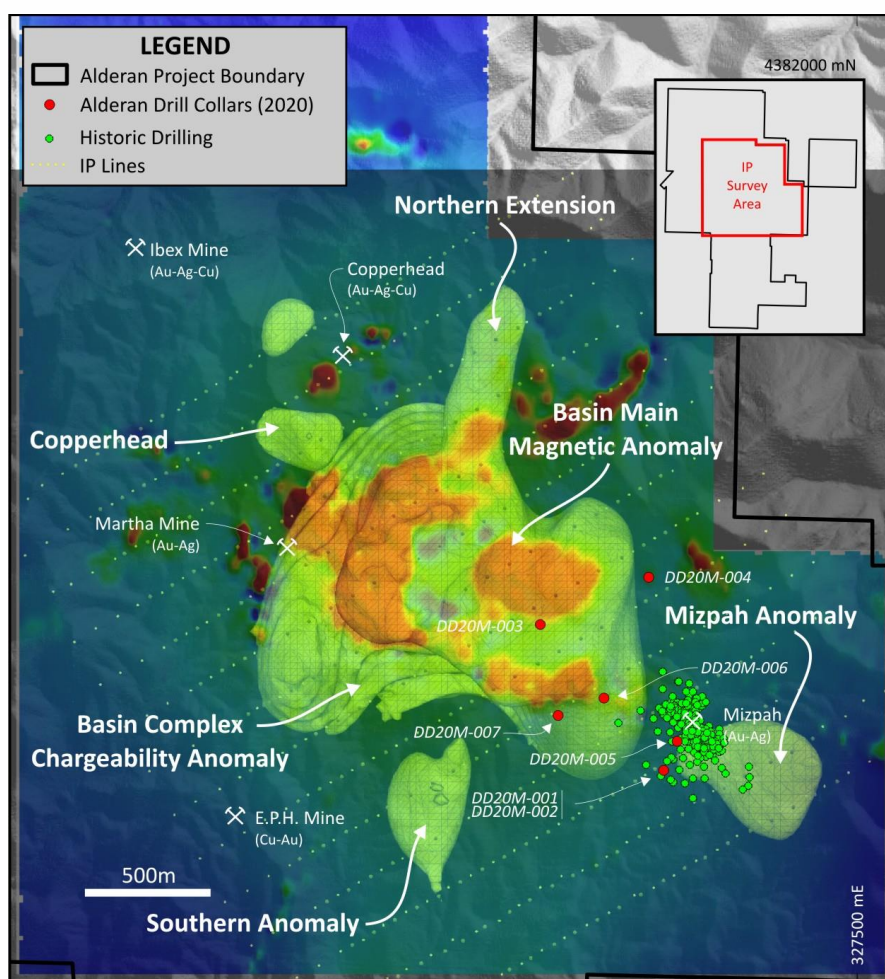 LEGEND
Alderan Project Boundary
Alderan Drill Collars (2020)
Historic Drilling
IP Lines
4382000 mN
IP
Survey
Area
Northern Extension
Ibex Mine
(Au-Ag-Cu)
Copperhead
(Au-Ag-Cu)
Copperhead
Basin Main
Magnetic Anomaly
Martha Mine
(Au-Ag)
DD20M-004
DD20M-003
Mizpah Anomaly
DD20M-006
Basin Complex
Chargeability Anomaly
Mizpah
(Au-Ag)
DD20M-007
DD20M-005
DD20M-001
DD20M-002
E.P.H. Mine
(Cu-Au)
500m
Southern Anomaly
327500 mE